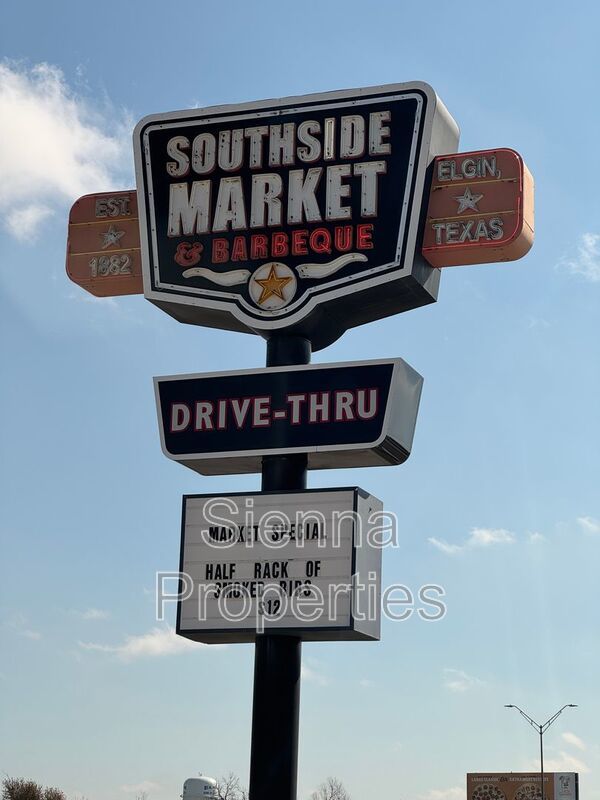 SOUTHSIDE
MARKET
& BARBEQUE
EST.
1882
ELGIN,
TEXAS
DRIVE-THRU
MARKET SPECIAL
HALF RACK OF
SMOKED RIBS
$12
Sienna
Properties